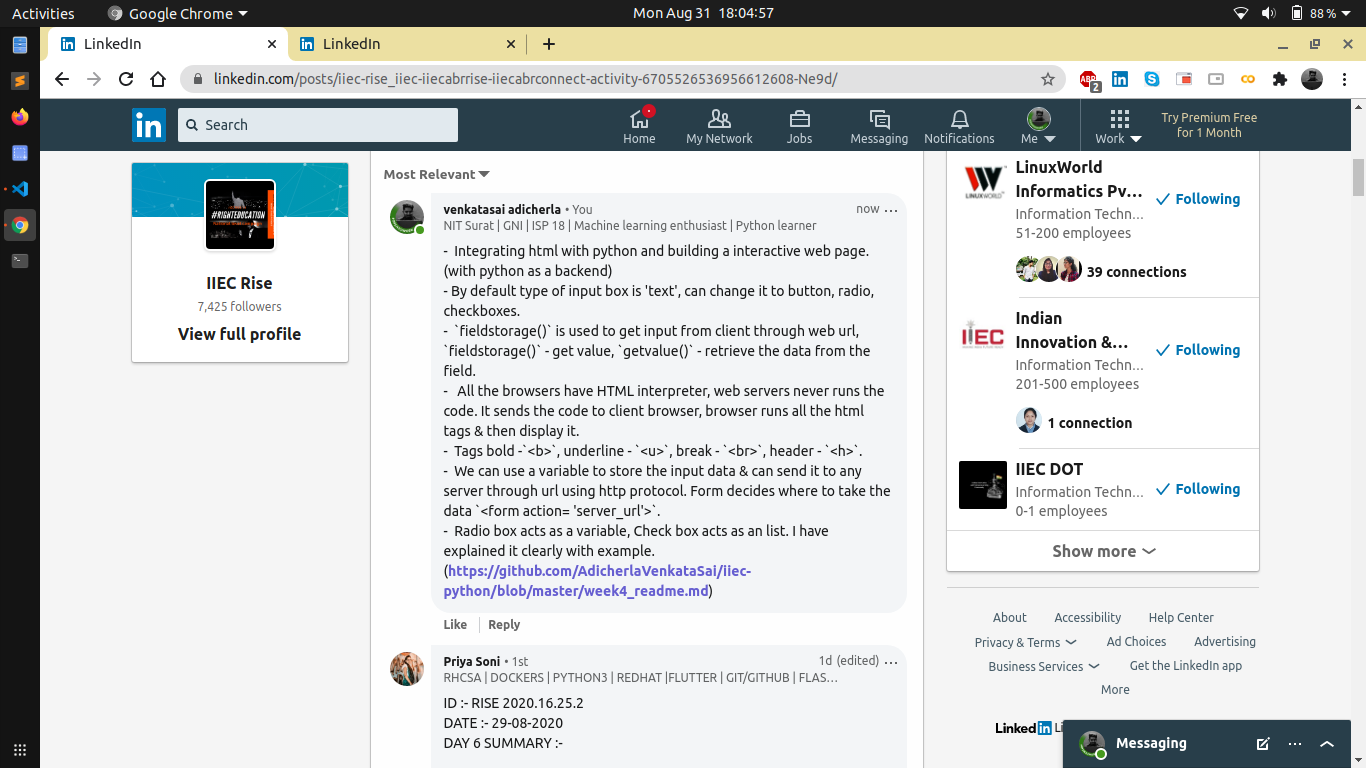 Activities
Google Chrome
Mon Aug 31 18:04:57
88 %
LinkedIn
LinkedIn
linkedin.com/posts/iiec-rise_iiec-iiecabrrise-iiecabrconnect-activity-6705526536956612608-Ne9d/
ABP
2
in
Search
Home
My Network
Jobs
Messaging
Notifications
Me
Work
Try Premium Free
for 1 Month
#RIGHTEDUCATION
IIEC Rise
7,425 followers
View full profile
Most Relevant
venkatasai adicherla • You
now
NIT Surat | GNI | ISP 18 | Machine learning enthusiast | Python learner
- Integrating html with python and building a interactive web page.
(with python as a backend)
- By default type of input box is 'text', can change it to button, radio,
checkboxes.
- `fieldstorage()` is used to get input from client through web url,
`fieldstorage()` - get value, `getvalue()` - retrieve the data from the
field.
- All the browsers have HTML interpreter, web servers never runs the
code. It sends the code to client browser, browser runs all the html
tags & then display it.
- Tags bold -`<b>`, underline - `<u>`, break - `<br>`, header - `<h>`.
- We can use a variable to store the input data & can send it to any
server through url using http protocol. Form decides where to take the
data `<form action= 'server_url'>`.
- Radio box acts as a variable, Check box acts as an list. I have
explained it clearly with example.
(https://github.com/AdicherlaVenkataSai/iiec-
python/blob/master/week4_readme.md)
Like
Reply
Priya Soni • 1st
1d (edited)
RHCSA | DOCKERS | PYTHON3 | REDHAT |FLUTTER | GIT/GITHUB | FLAS…
ID :- RISE 2020.16.25.2
DATE :- 29-08-2020
DAY 6 SUMMARY :-
LINUXWORLD
LinuxWorld
Informatics Pv...
Following
Information Techn...
51-200 employees
39 connections
IIEC
Indian
Innovation &...
Following
Information Techn...
201-500 employees
1 connection
IIEC DOT
Following
Information Techn...
0-1 employees
Show more
About
Accessibility
Help Center
Privacy & Terms
Ad Choices
Advertising
Business Services
Get the LinkedIn app
More
Linked in Li
Messaging